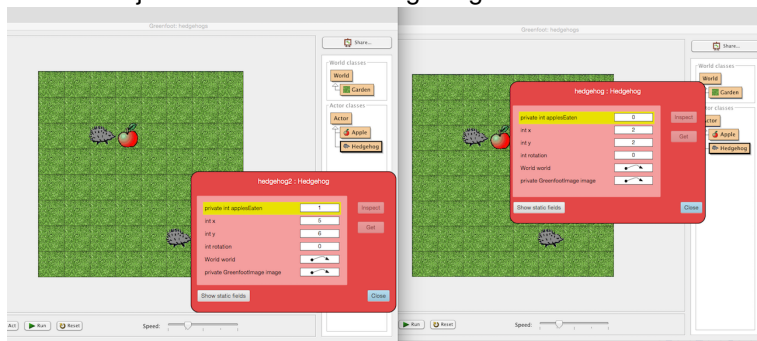 Greenfoot: hedgehogs
Share...
World classes
World
Garden
Actor classes
Actor
Apple
Hedgehog
hedgehog2 : Hedgehog
private int applesEaten 1
int x 5
int y 6
int rotation 0
World world
private GreenfootImage image
Inspect
Get
Show static fields
Close
Act
Run
Reset
Speed:
Greenfoot: hedgehogs
Share...
World classes
World
Garden
Actor classes
Actor
Apple
Hedgehog
hedgehog : Hedgehog
private int applesEaten 0
int x 2
int y 2
int rotation 0
World world
private GreenfootImage image
Inspect
Get
Show static fields
Close
Run
Reset
Speed: